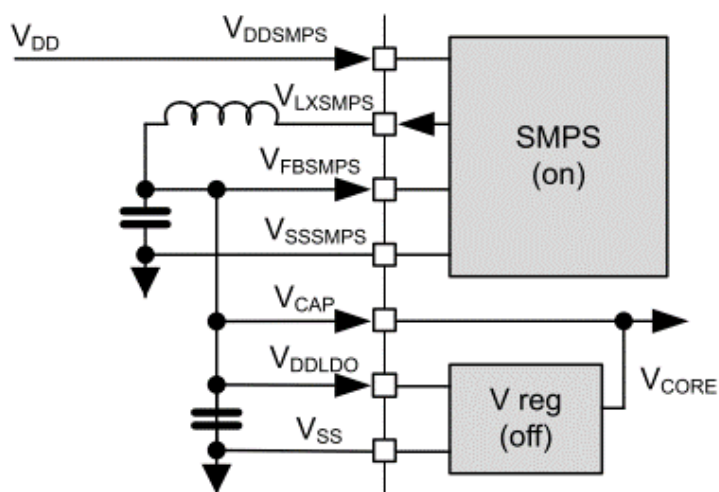 VDD
VDDSMPS
VLXSMPS
VFBSMPS
VSSSMPS
SMPS
(on)
VCAP
VDDLDO
VSS
V reg
(off)
VCORE